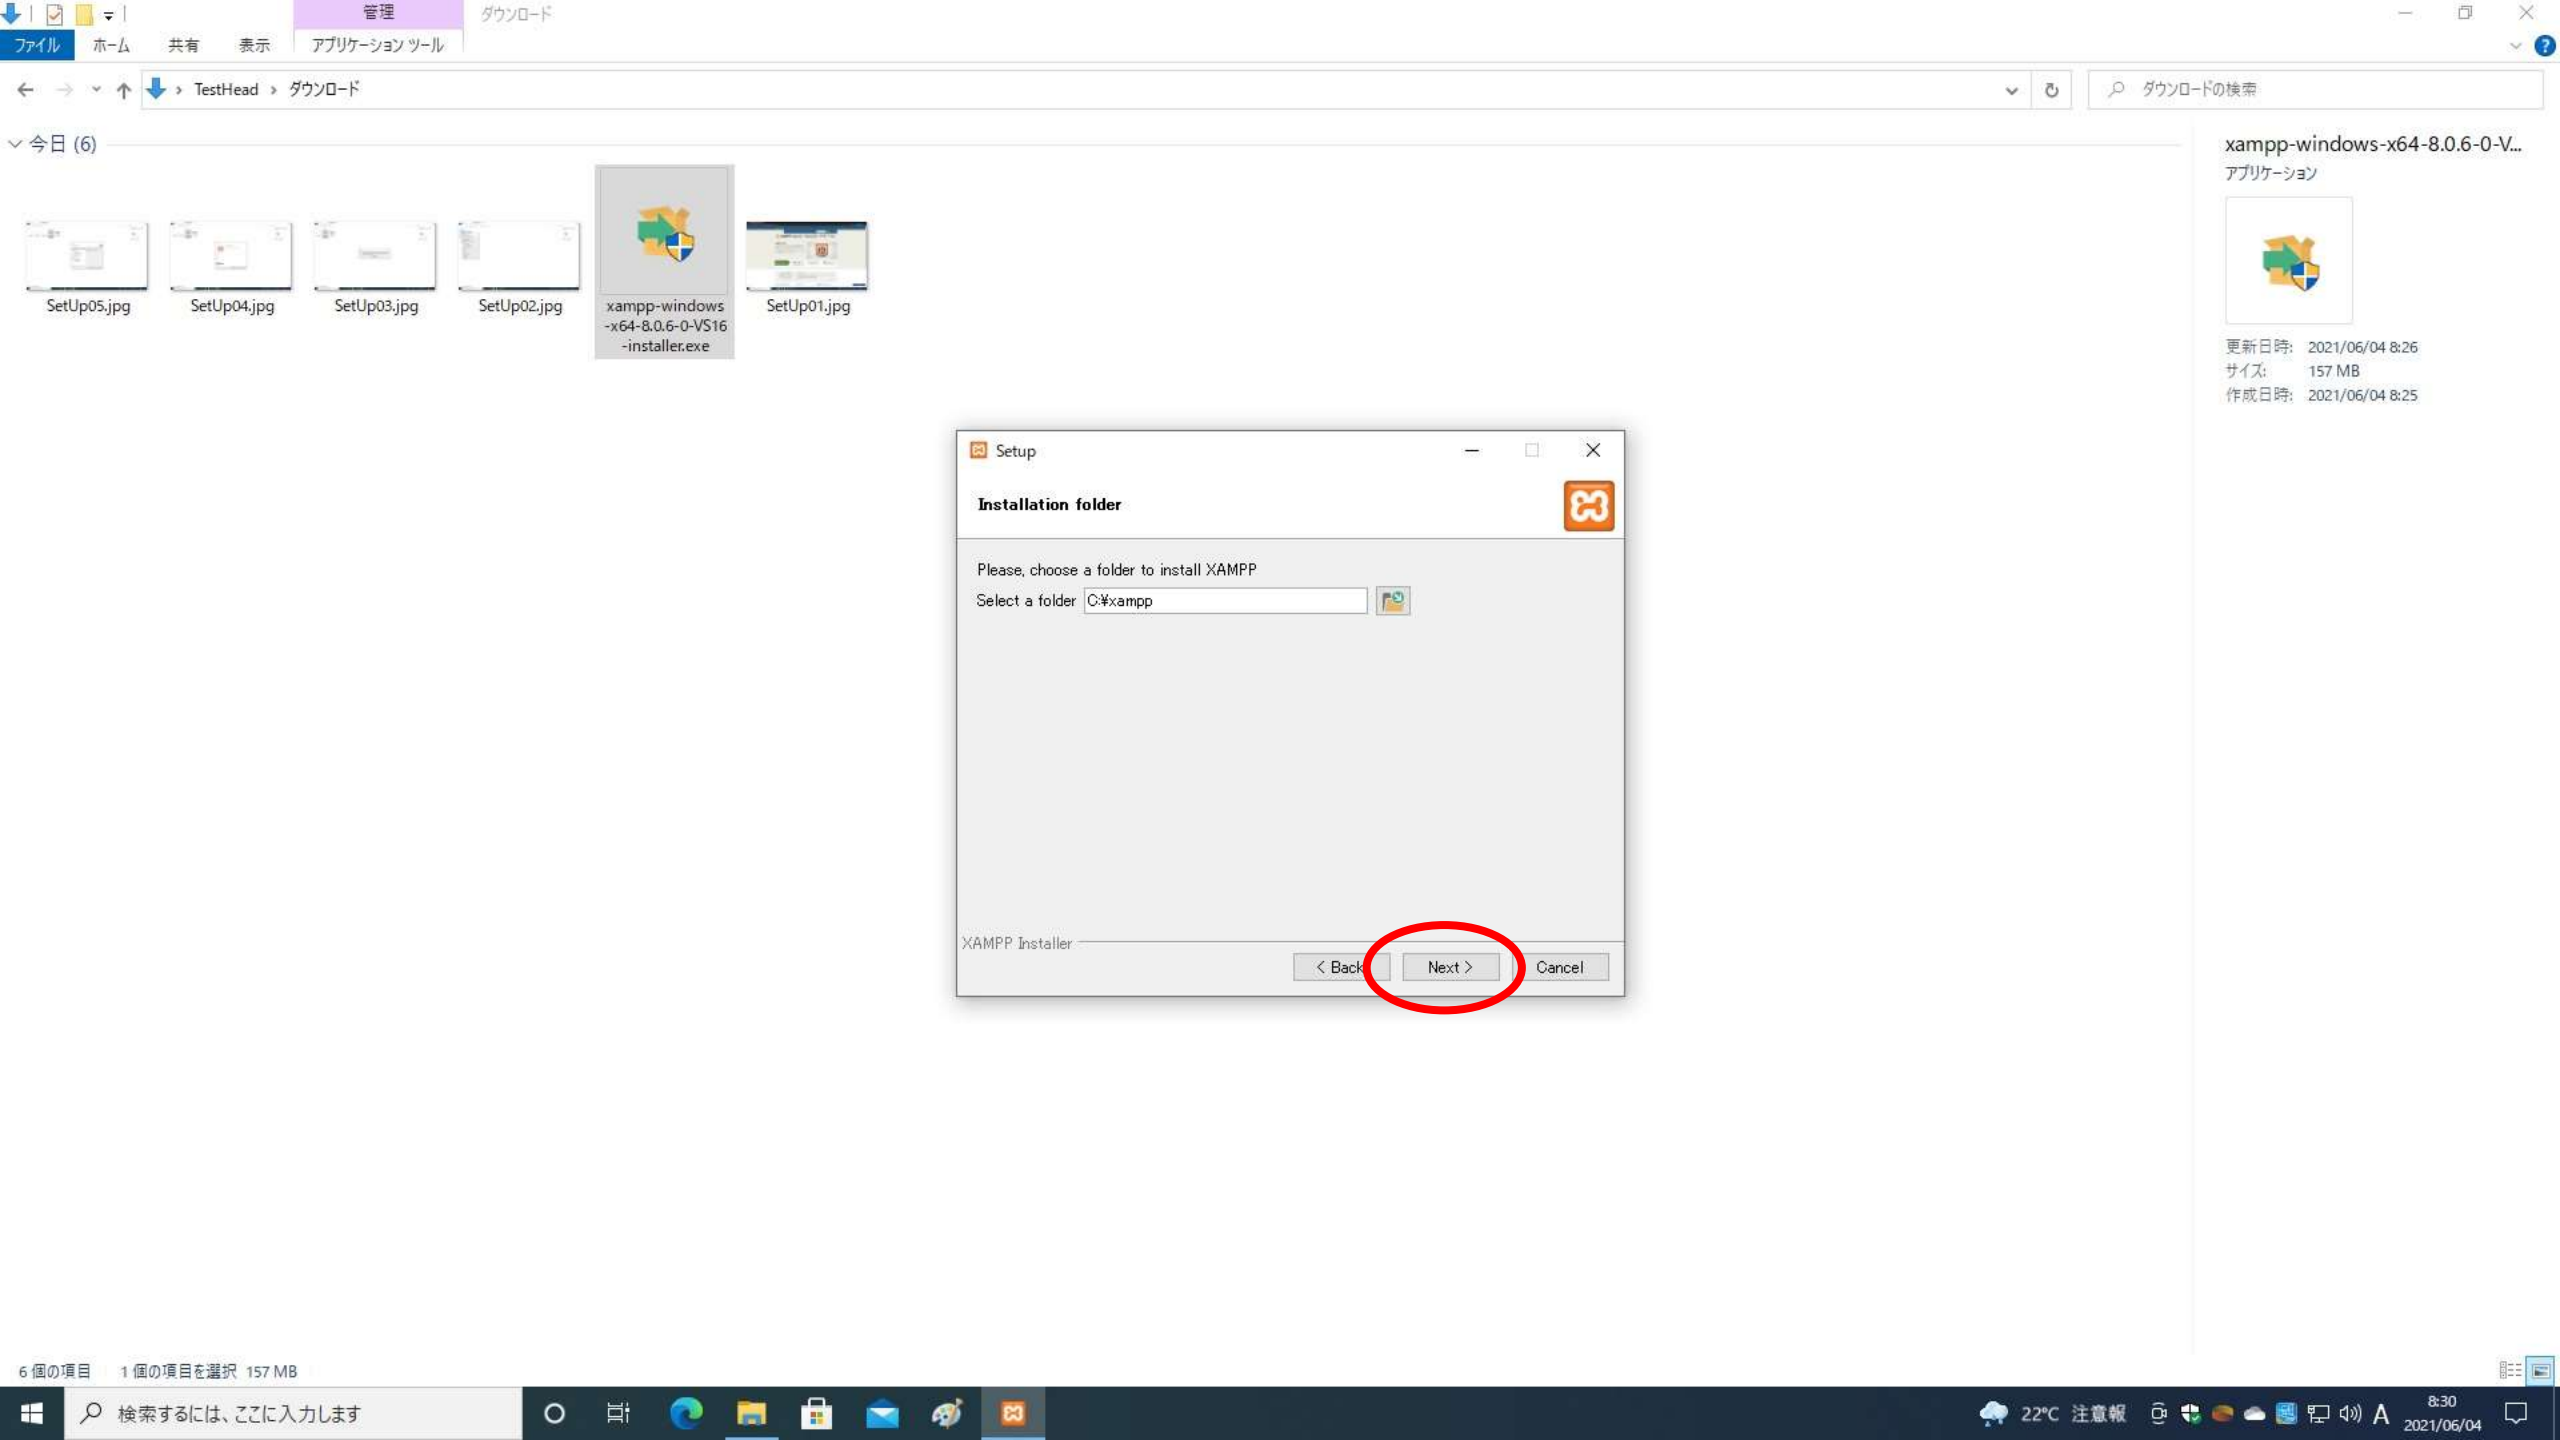 管理
ダウンロード
ファイル
ホーム
共有
表示
アプリケーション ツール
TestHead
ダウンロード
ダウンロードの検索
今日 (6)
SetUp05.jpg
SetUp04.jpg
SetUp03.jpg
SetUp02.jpg
xampp-windows
-x64-8.0.6-0-VS16
-installer.exe
SetUp01.jpg
xampp-windows-x64-8.0.6-0-V...
アプリケーション
更新日時: 2021/06/04 8:26
サイズ: 157 MB
作成日時: 2021/06/04 8:25
Setup
Installation folder
Please, choose a folder to install XAMPP
Select a folder C:¥xampp
XAMPP Installer
< Back
Next >
Cancel
6 個の項目
1 個の項目を選択 157 MB
検索するには、ここに入力します
22°C 注意報
A
8:30
2021/06/04